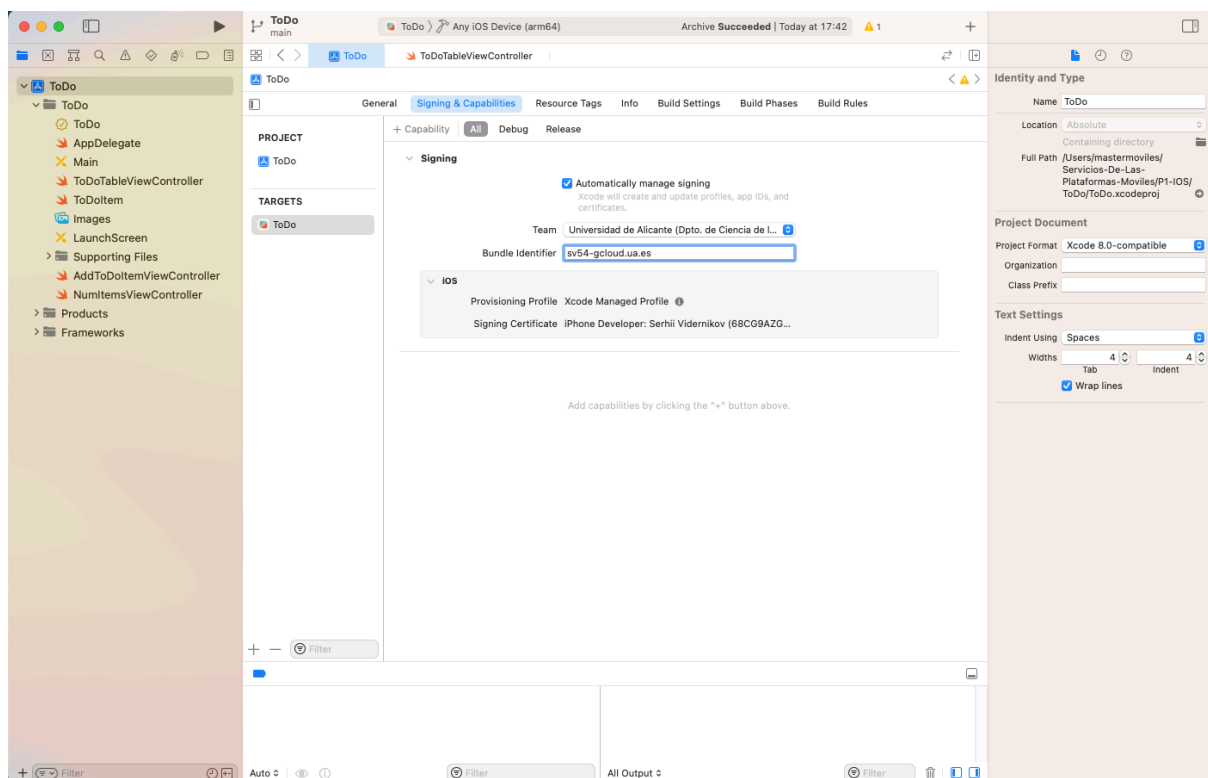 ToDo
main
ToDo 〉 Any iOS Device (arm64)
Archive Succeeded | Today at 17:42
1
ToDo
ToDoTableViewController
ToDo
ToDo
ToDo
ToDo
AppDelegate
Main
ToDoTableViewController
ToDoItem
Images
LaunchScreen
Supporting Files
AddToDoItemViewController
NumItemsViewController
Products
Frameworks
Filter
General
Signing & Capabilities
Resource Tags
Info
Build Settings
Build Phases
Build Rules
PROJECT
ToDo
TARGETS
ToDo
Filter
+ Capability
All
Debug
Release
Signing
Automatically manage signing
Xcode will create and update profiles, app IDs, and
certificates.
Team Universidad de Alicante (Dpto. de Ciencia de l...
Bundle Identifier sv54-gcloud.ua.es
iOS
Provisioning Profile Xcode Managed Profile
Signing Certificate iPhone Developer: Serhii Vidernikov (68CG9AZG...
Add capabilities by clicking the "+" button above.
Auto
Filter
All Output
Filter
Identity and Type
Name ToDo
Location Absolute
Containing directory
Full Path /Users/mastermoviles/
Servicios-De-Las-
Plataformas-Moviles/P1-IOS/
ToDo/ToDo.xcodeproj
Project Document
Project Format Xcode 8.0-compatible
Organization
Class Prefix
Text Settings
Indent Using Spaces
Widths 4 4
Tab Indent
Wrap lines